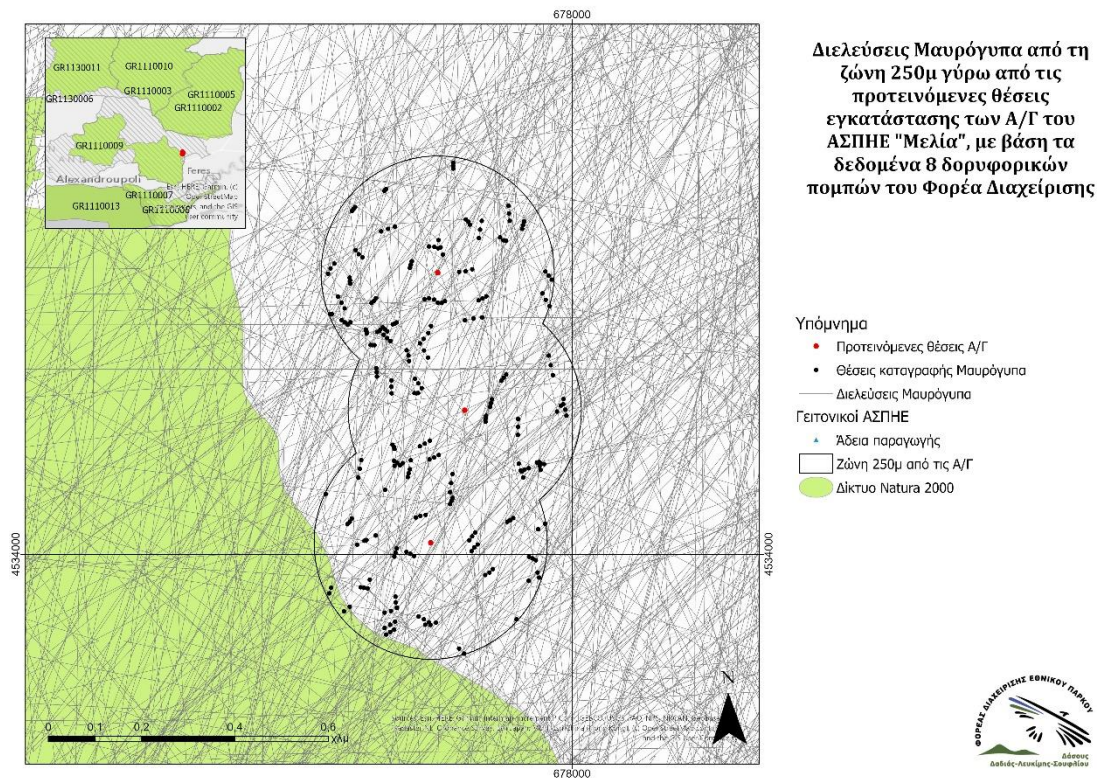 678000
Διελεύσεις Μαυρόγυπα από τη
ζώνη 250μ γύρω από τις
προτεινόμενες θέσεις
εγκατάστασης των Α/Γ του
ΑΣΠΗΕ "Μελία", με βάση τα
δεδομένα 8 δορυφορικών
πομπών του Φορέα Διαχείρισης
GR1130011
GR1110010
GR1130006
GR1110003
GR1110005
GR1110002
GR1110009
Feres
Alexandroupoli
GR1110007
GR1110013
GR1110006
Υπόμνημα
Προτεινόμενες θέσεις Α/Γ
Θέσεις καταγραφής Μαυρόγυπα
Διελεύσεις Μαυρόγυπα
Γειτονικοί ΑΣΠΗΕ
Άδεια παραγωγής
Ζώνη 250μ από τις Α/Γ
Δίκτυο Natura 2000
4534000
4534000
N
0 0,1 0,2 0,4 0,6
χλμ
678000
ΦΟΡΕΑΣ ΔΙΑΧΕΙΡΙΣΗΣ ΕΘΝΙΚΟΥ ΠΑΡΚΟΥ
Δάσους
Δαδιάς-Λευκίμης-Σουφλίου